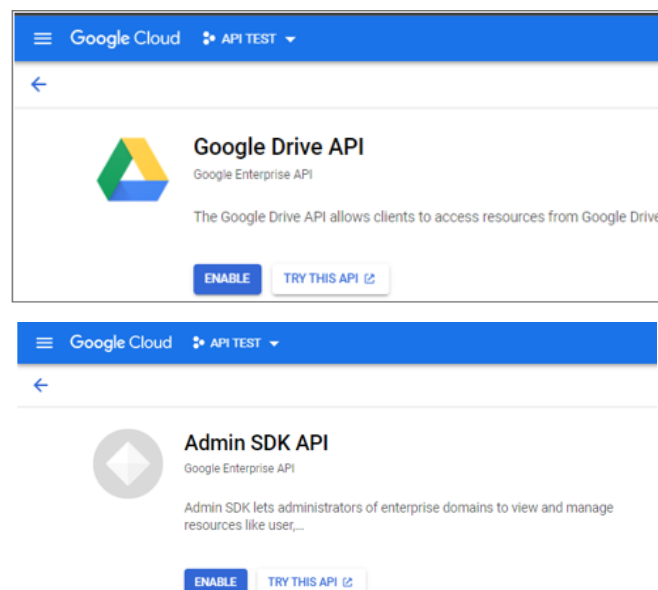 Google Cloud API TEST
Google Drive API
Google Enterprise API
The Google Drive API allows clients to access resources from Google Drive
ENABLE TRY THIS API
Google Cloud API TEST
Admin SDK API
Google Enterprise API
Admin SDK lets administrators of enterprise domains to view and manage
resources like user,...
ENABLE TRY THIS API